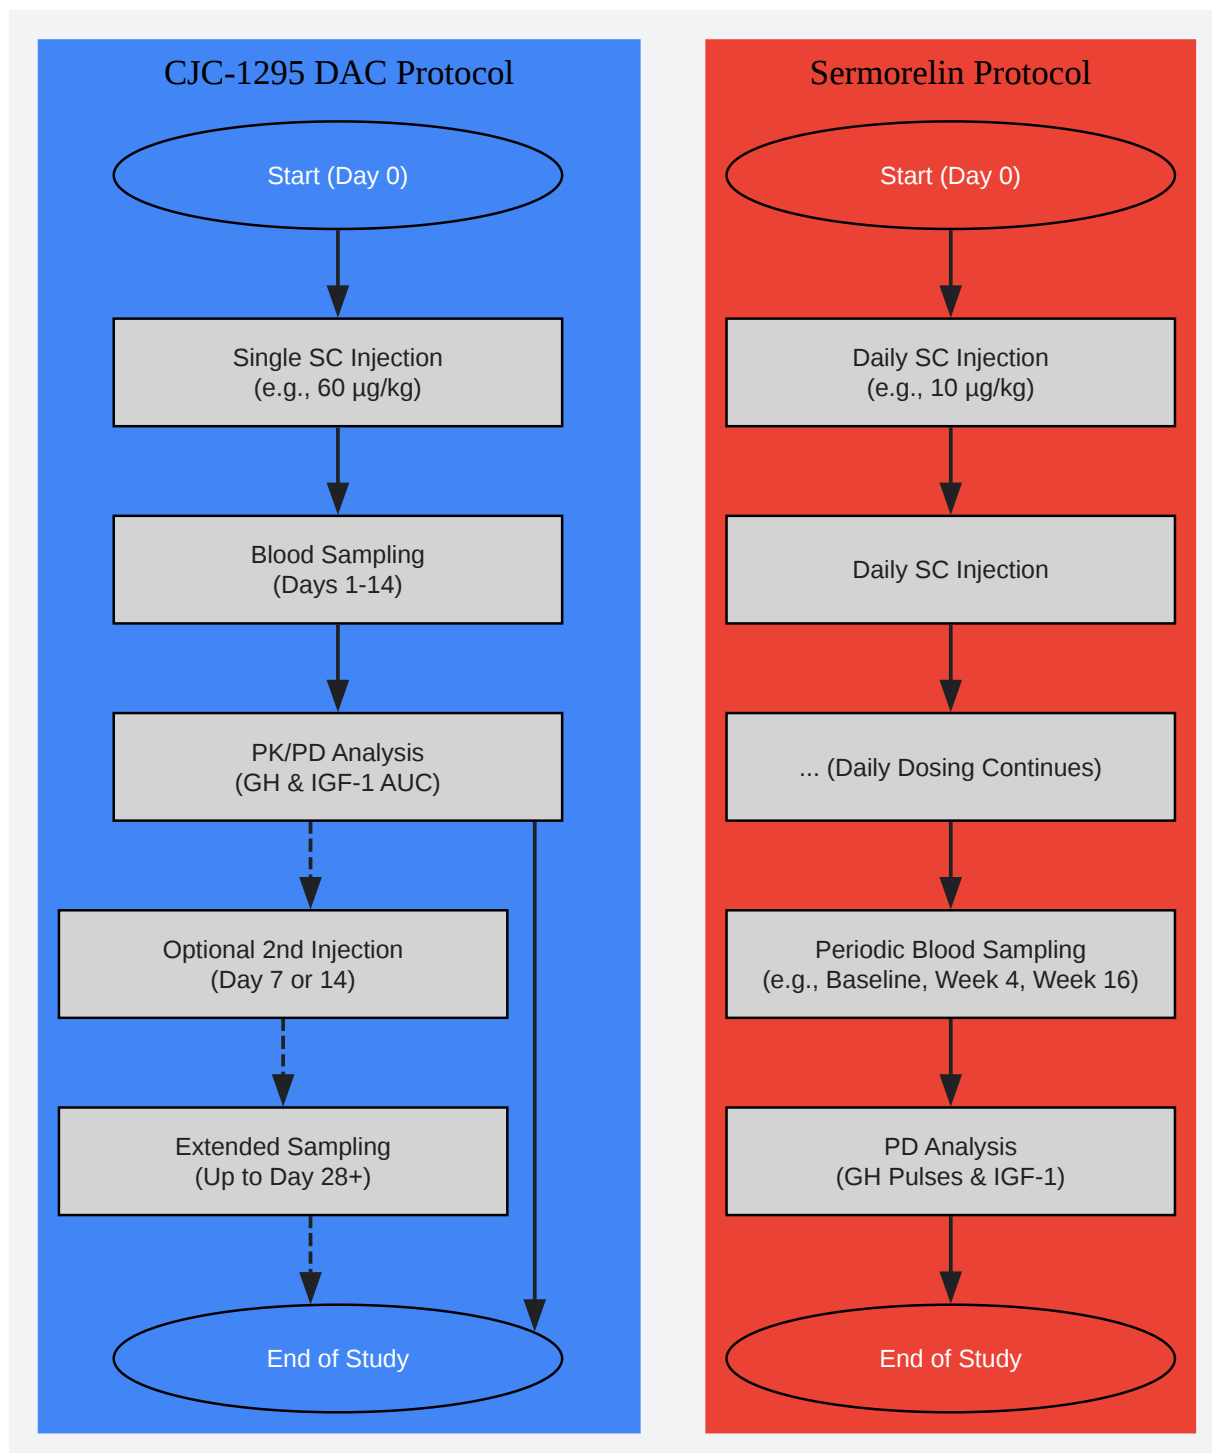 CJC-1295 DAC Protocol
Start (Day 0)
Single SC Injection
(e.g., 60 µg/kg)
Blood Sampling
(Days 1-14)
PK/PD Analysis
(GH & IGF-1 AUC)
Optional 2nd Injection
(Day 7 or 14)
Extended Sampling
(Up to Day 28+)
End of Study
Sermorelin Protocol
Start (Day 0)
Daily SC Injection
(e.g., 10 µg/kg)
Daily SC Injection
... (Daily Dosing Continues)
Periodic Blood Sampling
(e.g., Baseline, Week 4, Week 16)
PD Analysis
(GH Pulses & IGF-1)
End of Study